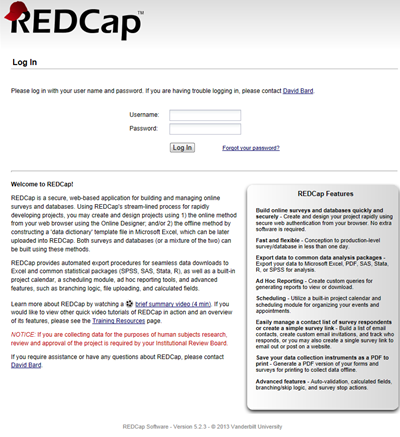 REDCap™
Log In
Please log in with your user name and password. If you are having trouble logging in, please contact David Bard.
Username:
Password:
Log In
Forgot your password?
Welcome to REDCap!
REDCap is a secure, web-based application for building and managing online
surveys and databases. Using REDCap's stream-lined process for rapidly
developing projects, you may create and design projects using 1) the online method
from your web browser using the Online Designer; and/or 2) the offline method by
constructing a 'data dictionary' template file in Microsoft Excel, which can be later
uploaded into REDCap. Both surveys and databases (or a mixture of the two) can
be built using these methods.
REDCap provides automated export procedures for seamless data downloads to
Excel and common statistical packages (SPSS, SAS, Stata, R), as well as a built-in
project calendar, a scheduling module, ad hoc reporting tools, and advanced
features, such as branching logic, file uploading, and calculated fields.
Learn more about REDCap by watching a brief summary video (4 min). If you
would like to view other quick video tutorials of REDCap in action and an overview
of its features, please see the Training Resources page.
NOTICE: If you are collecting data for the purposes of human subjects research,
review and approval of the project is required by your Institutional Review Board.
If you require assistance or have any questions about REDCap, please contact
David Bard.
REDCap Features
Build online surveys and databases quickly and
securely - Create and design your project rapidly using
secure web authentication from your browser. No extra
software is required.
Fast and flexible - Conception to production-level
survey/database in less than one day.
Export data to common data analysis packages -
Export your data to Microsoft Excel, PDF, SAS, Stata,
R, or SPSS for analysis.
Ad Hoc Reporting - Create custom queries for
generating reports to view or download.
Scheduling - Utilize a built-in project calendar and
scheduling module for organizing your events and
appointments.
Easily manage a contact list of survey respondents
or create a simple survey link - Build a list of email
contacts, create custom email invitations, and track who
responds, or you may also create a single survey link to
email out or post on a website.
Save your data collection instruments as a PDF to
print - Generate a PDF version of your forms and
surveys for printing to collect data offline.
Advanced features - Auto-validation, calculated fields,
branching/skip logic, and survey stop actions.
REDCap Software - Version 5.2.3 - © 2013 Vanderbilt University